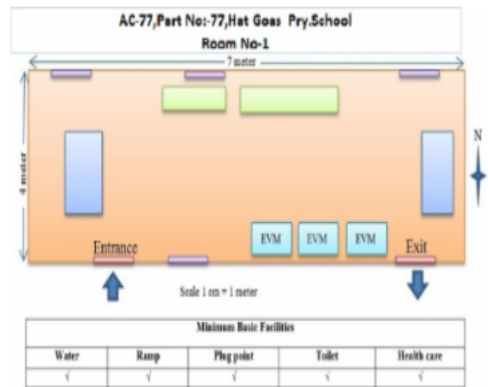 AC-77,Part No:-77,Hat Goas Pry.School
Room No-1
7 meter
4 meter
N
EVM EVM EVM
Entrance Exit
Scale 1 cm = 1 meter
Minimum Basic Facilities
Water Ramp Plug point Toilet Health care
√ √ √ √ √